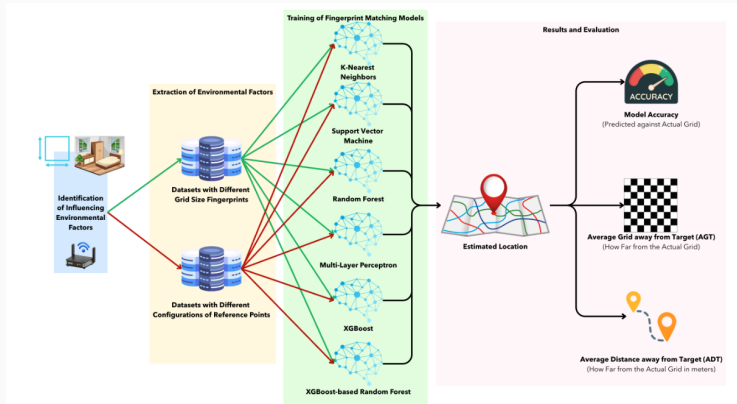 Training of Fingerprint Matching Models
Results and Evaluation
Extraction of Environmental Factors
K-Nearest
Neighbors
ACCURACY
Model Accuracy
(Predicted against Actual Grid)
Support Vector
Machine
Identification
of Influencing
Environmental
Factors
Datasets with Different
Grid Size Fingerprints
Random Forest
Estimated Location
Average Grid away from Target (AGT)
(How Far from the Actual Grid)
Multi-Layer Perceptron
Datasets with Different
Configurations of Reference Points
XGBoost
Average Distance away from Target (ADT)
(How Far from the Actual Grid in meters)
XGBoost-based Random Forest